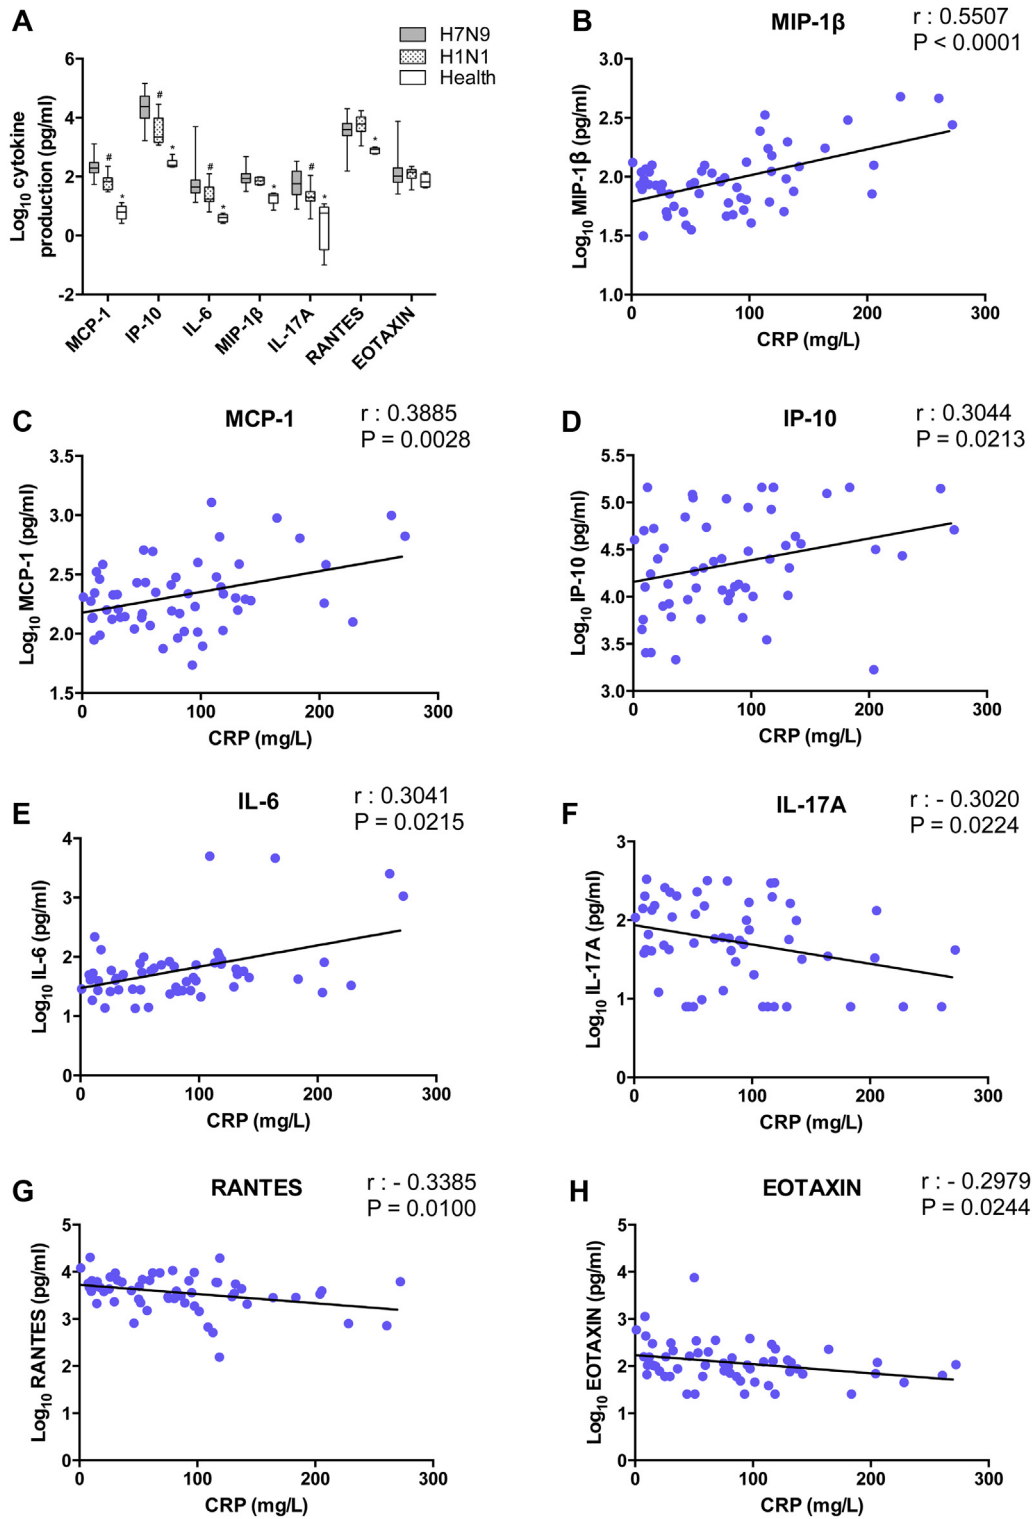 A
H7N9
H1N1
Health
Log10 cytokine
production (pg/ml)
6
4
2
0
-2
# # # #
* * * * * *
MCP-1 IP-10 IL-6 MIP-1β IL-17A RANTES EOTAXIN
B
MIP-1β
r : 0.5507
P < 0.0001
Log10 MIP-1β (pg/ml)
3.0
2.5
2.0
1.5
1.0
0 100 200 300
CRP (mg/L)
C
MCP-1
r : 0.3885
P = 0.0028
Log10 MCP-1 (pg/ml)
3.5
3.0
2.5
2.0
1.5
0 100 200 300
CRP (mg/L)
D
IP-10
r : 0.3044
P = 0.0213
Log10 IP-10 (pg/ml)
5.5
5.0
4.5
4.0
3.5
3.0
0 100 200 300
CRP (mg/L)
E
IL-6
r : 0.3041
P = 0.0215
Log10 IL-6 (pg/ml)
4
3
2
1
0
0 100 200 300
CRP (mg/L)
F
IL-17A
r : - 0.3020
P = 0.0224
Log10 IL-17A (pg/ml)
3
2
1
0
0 100 200 300
CRP (mg/L)
G
RANTES
r : - 0.3385
P = 0.0100
Log10 RANTES (pg/ml)
5
4
3
2
1
0
0 100 200 300
CRP (mg/L)
H
EOTAXIN
r : - 0.2979
P = 0.0244
Log10 EOTAXIN (pg/ml)
5
4
3
2
1
0
0 100 200 300
CRP (mg/L)